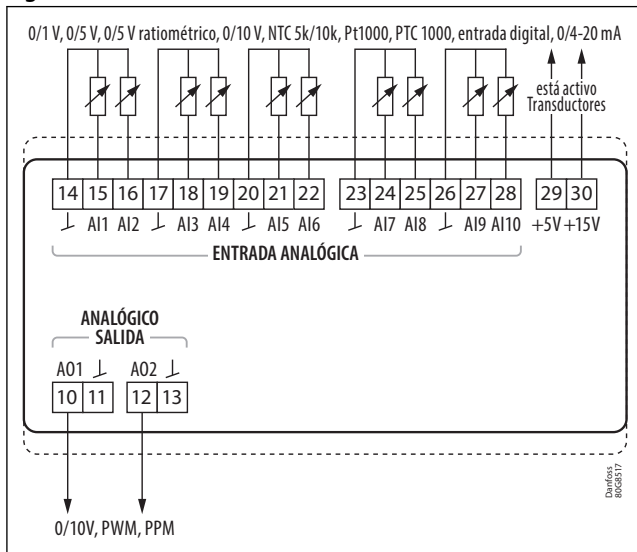 0/1 V, 0/5 V, 0/5 V ratiométrico, 0/10 V, NTC 5k/10k, Pt1000, PTC 1000, entrada digital, 0/4-20 mA
está activo
Transductores
14 15 16 17 18 19 20 21 22 23 24 25 26 27 28 29 30
AI1 AI2 AI3 AI4 AI5 AI6 AI7 AI8 AI9 AI10 +5V +15V
ENTRADA ANALÓGICA
ANALÓGICO
SALIDA
AO1 AO2
10 11 12 13
Danfoss
80G8517
0/10V, PWM, PPM